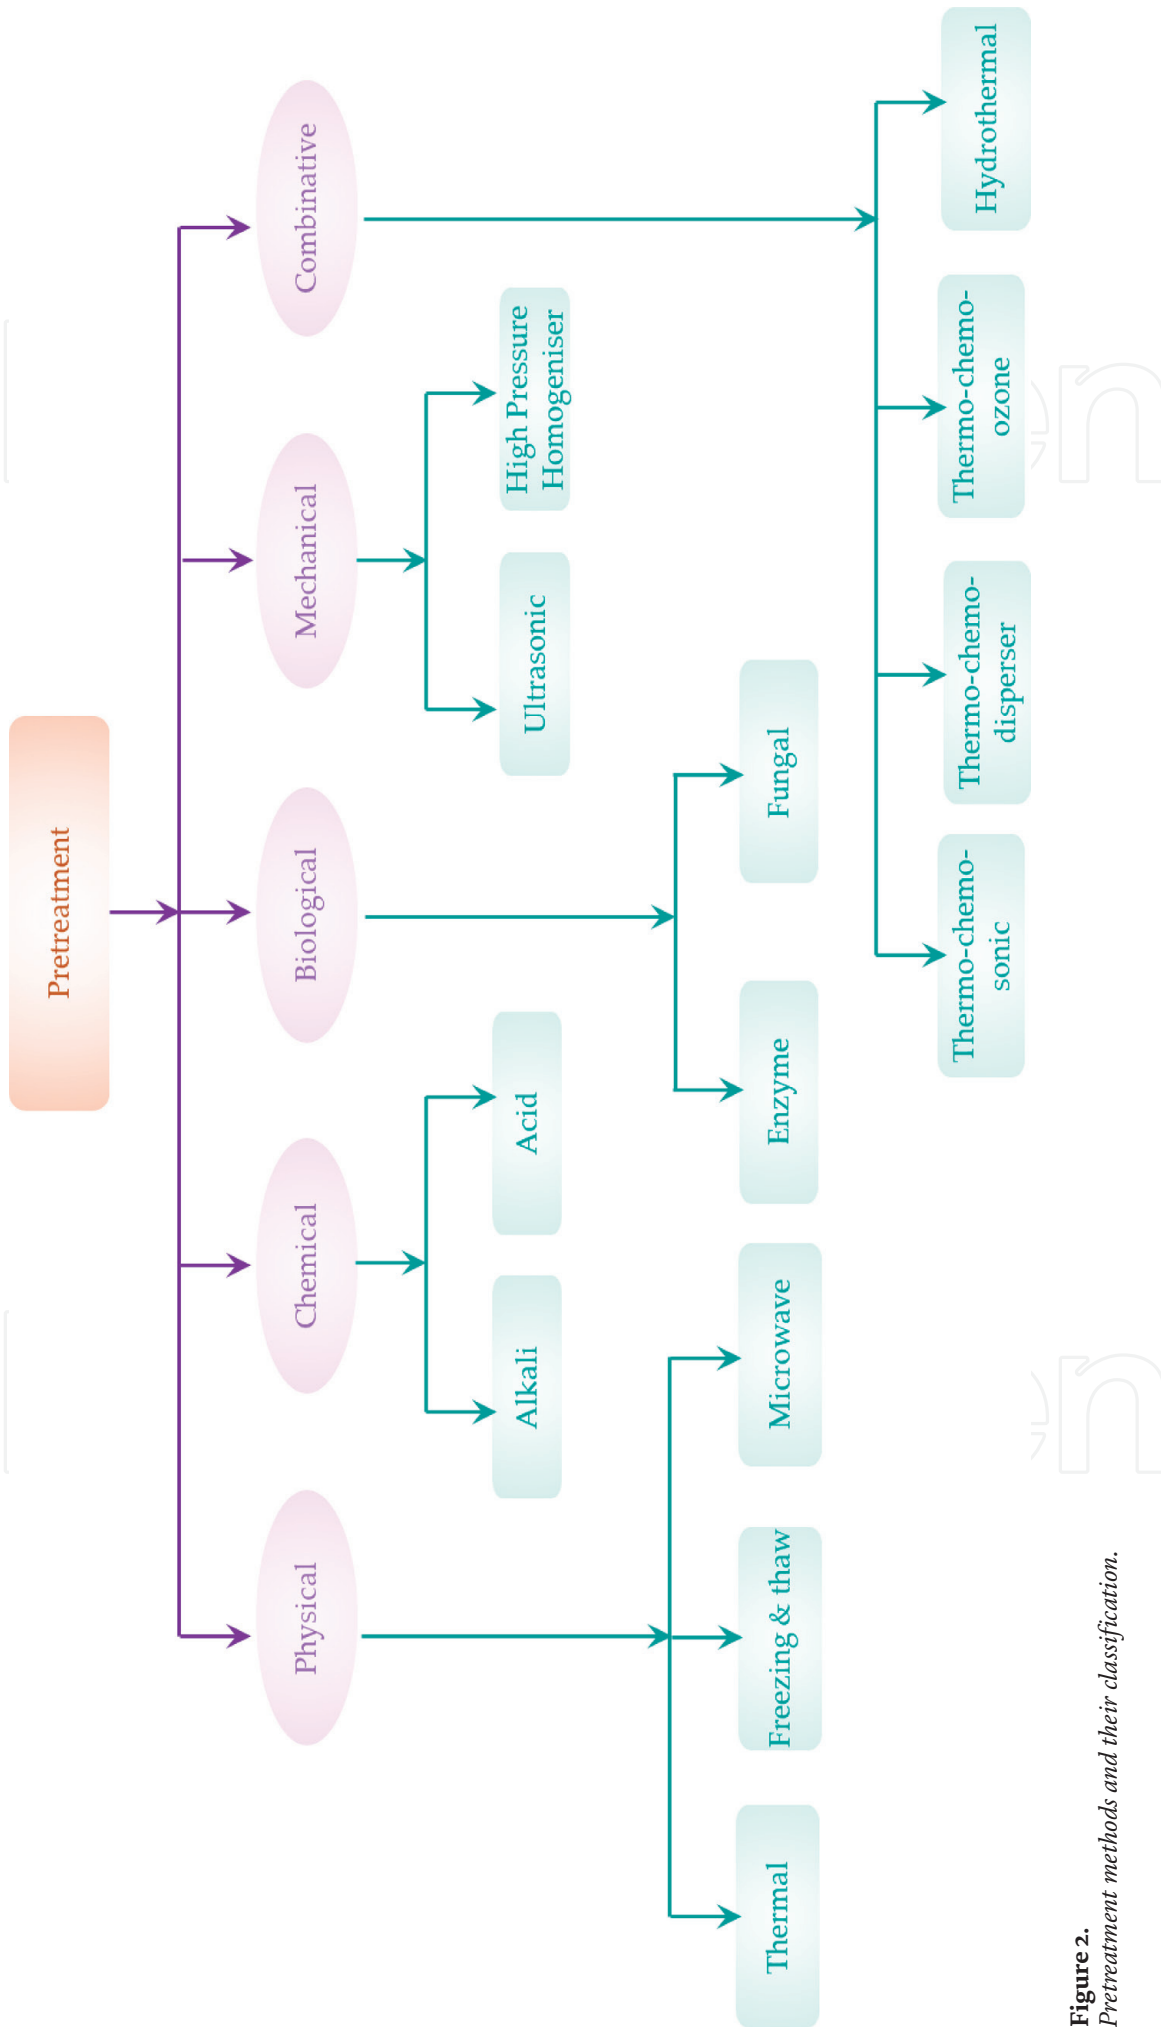 Pretreatment
Physical
Chemical
Biological
Mechanical
Combinative
Alkali
Acid
Ultrasonic
High Pressure
Homogeniser
Thermal
Freezing & thaw
Microwave
Enzyme
Fungal
Thermo-chemo-
sonic
Thermo-chemo-
disperser
Thermo-chemo-
ozone
Hydrothermal
Figure 2.
Pretreatment methods and their classification.